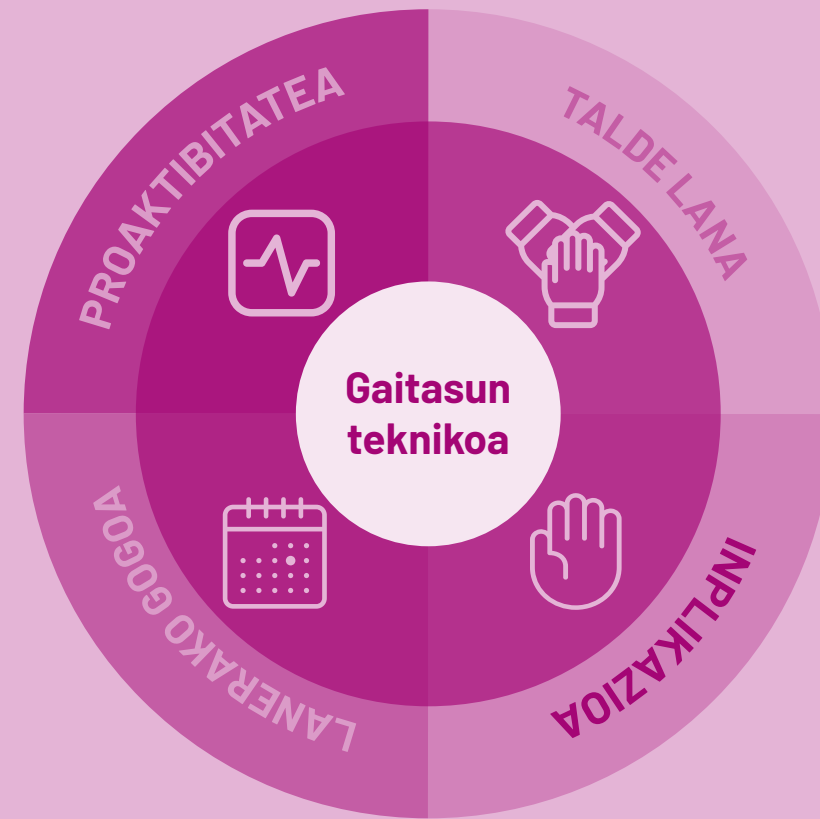 PROAKTIBITATEA
TALDE LANA
Gaitasun
teknikoa
LANERAKO GOGOA
INPLIKAZIOA